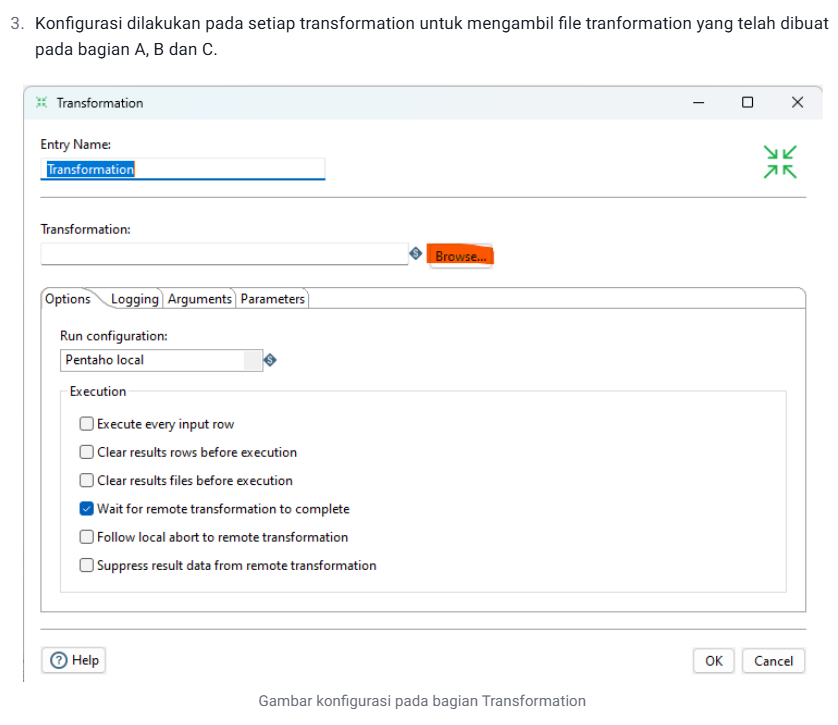 3. Konfigurasi dilakukan pada setiap transformation untuk mengambil file tranformation yang telah dibuat
pada bagian A, B dan C.
Transformation
Entry Name:
Transformation
Transformation:
Browse...
Options Logging Arguments Parameters
Run configuration:
Pentaho local
Execution
Execute every input row
Clear results rows before execution
Clear results files before execution
Wait for remote transformation to complete
Follow local abort to remote transformation
Suppress result data from remote transformation
Help OK Cancel
Gambar konfigurasi pada bagian Transformation